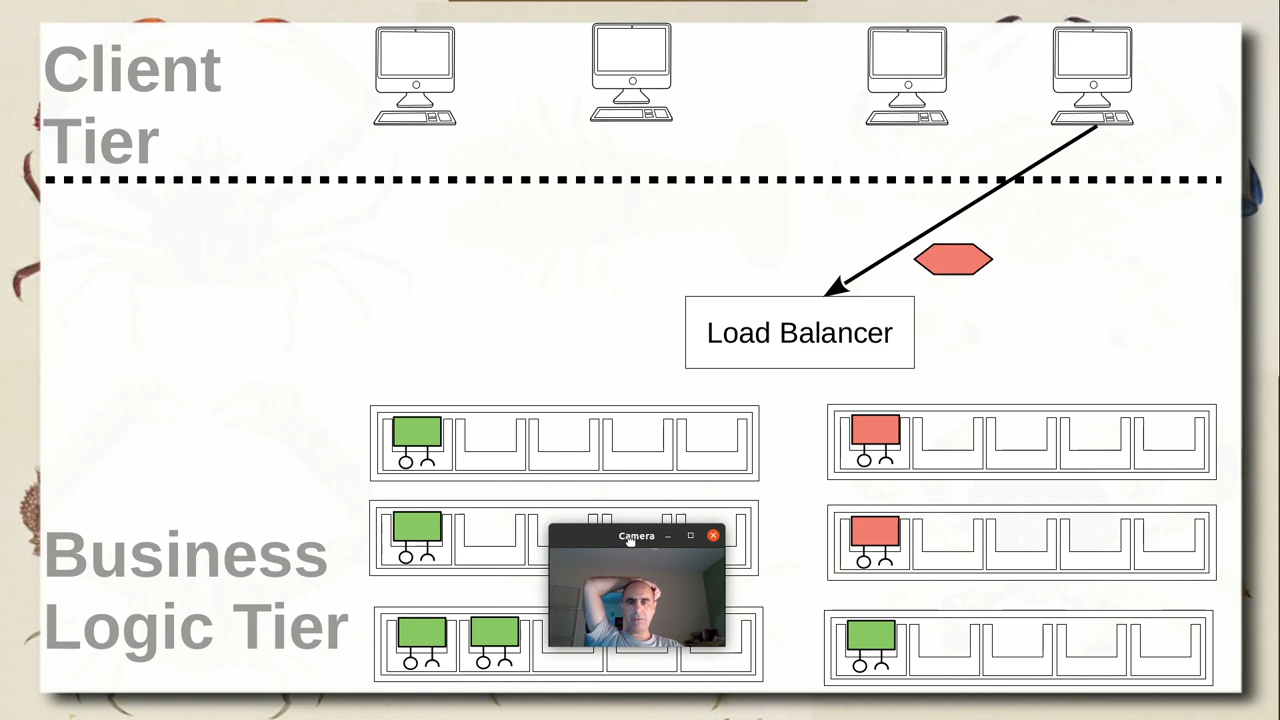 Client
Tier
Load Balancer
Business
Logic Tier
Camera